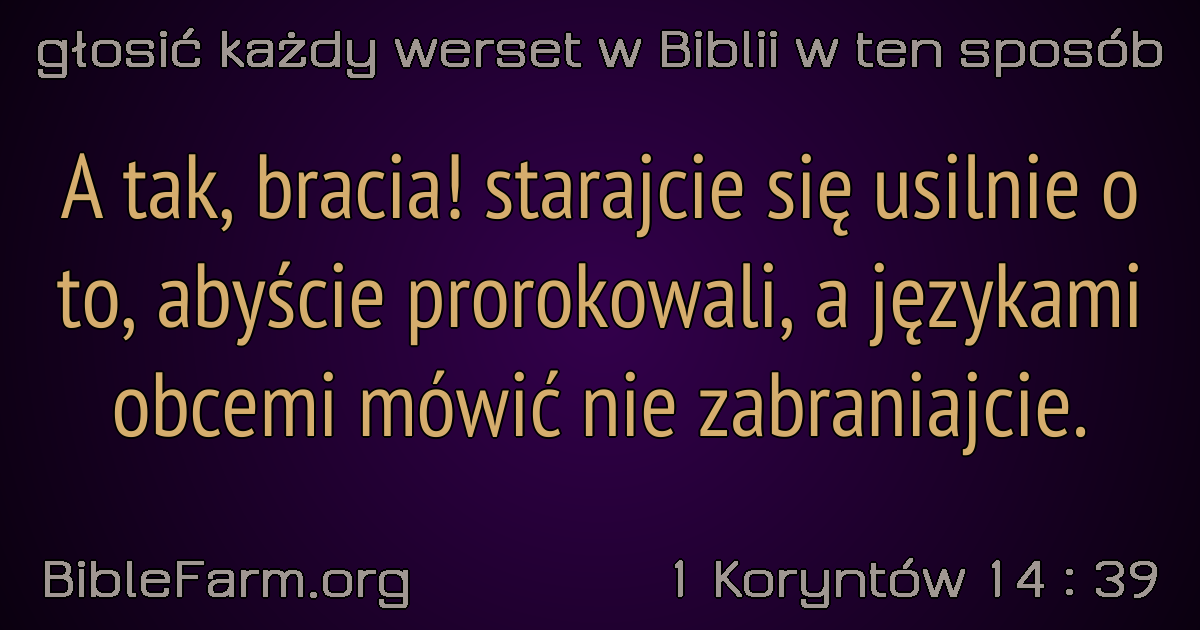 głosić każdy werset w Biblii w ten sposób
A tak, bracia! starajcie się usilnie o
to, abyście prorokowali, a językami
obcemi mówić nie zabraniajcie.
BibleFarm.org
1 Koryntów 14 : 39